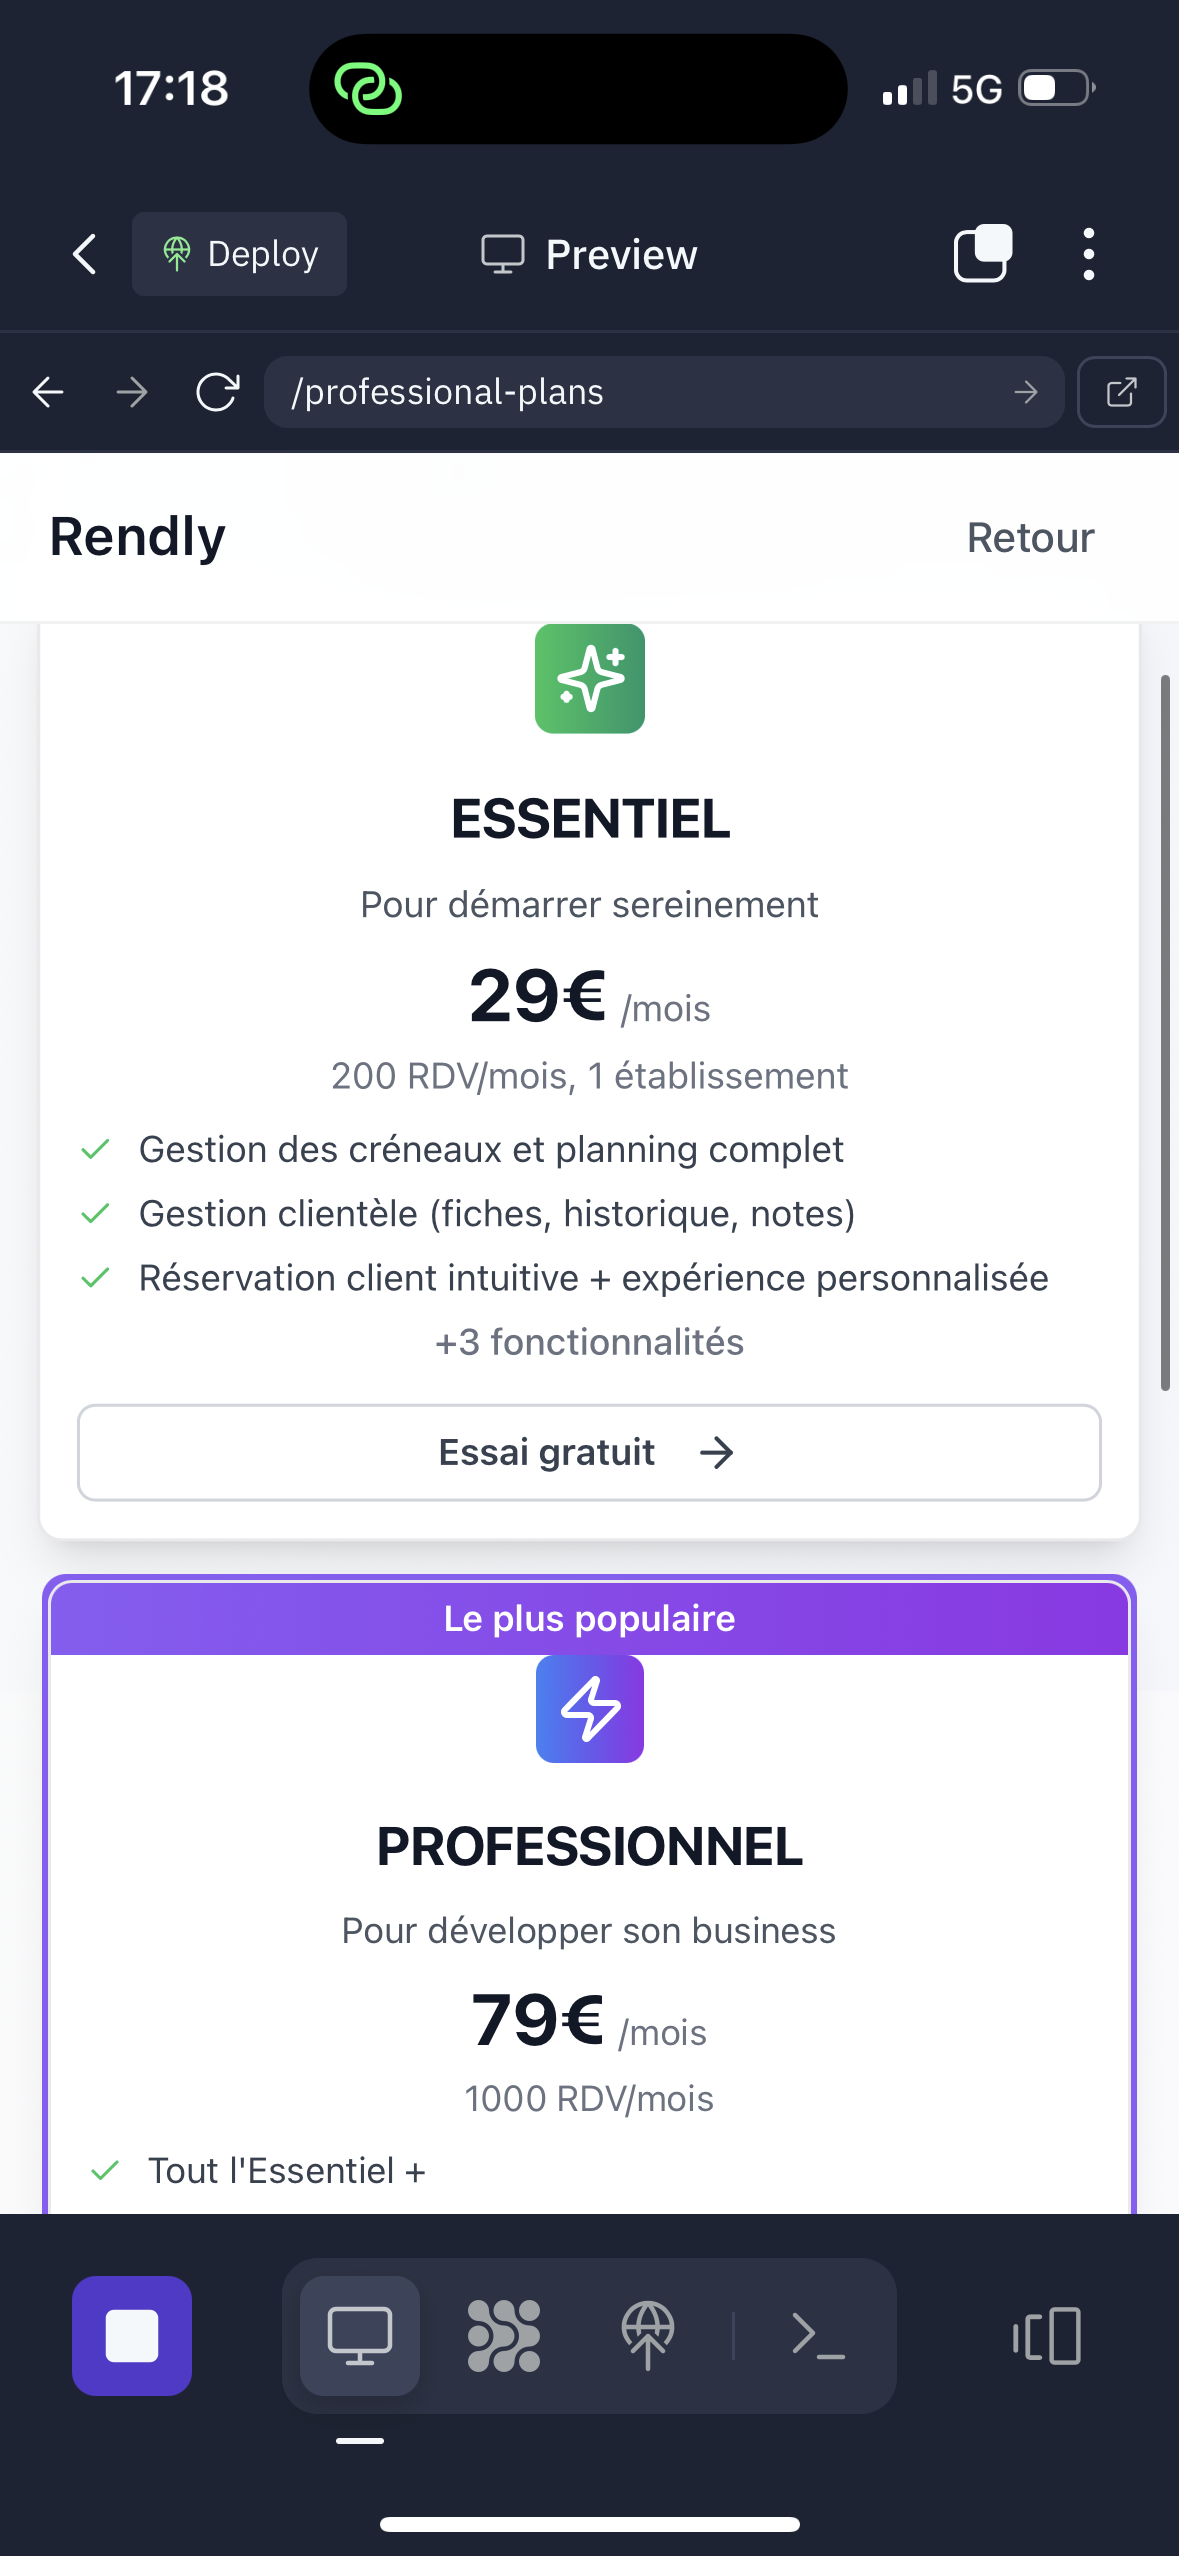 17:18
5G
Deploy
Preview
/professional-plans
Rendly
Retour
ESSENTIEL
Pour démarrer sereinement
29€ /mois
200 RDV/mois, 1 établissement
Gestion des créneaux et planning complet
Gestion clientèle (fiches, historique, notes)
Réservation client intuitive + expérience personnalisée
+3 fonctionnalités
Essai gratuit
Le plus populaire
PROFESSIONNEL
Pour développer son business
79€ /mois
1000 RDV/mois
Tout l'Essentiel +